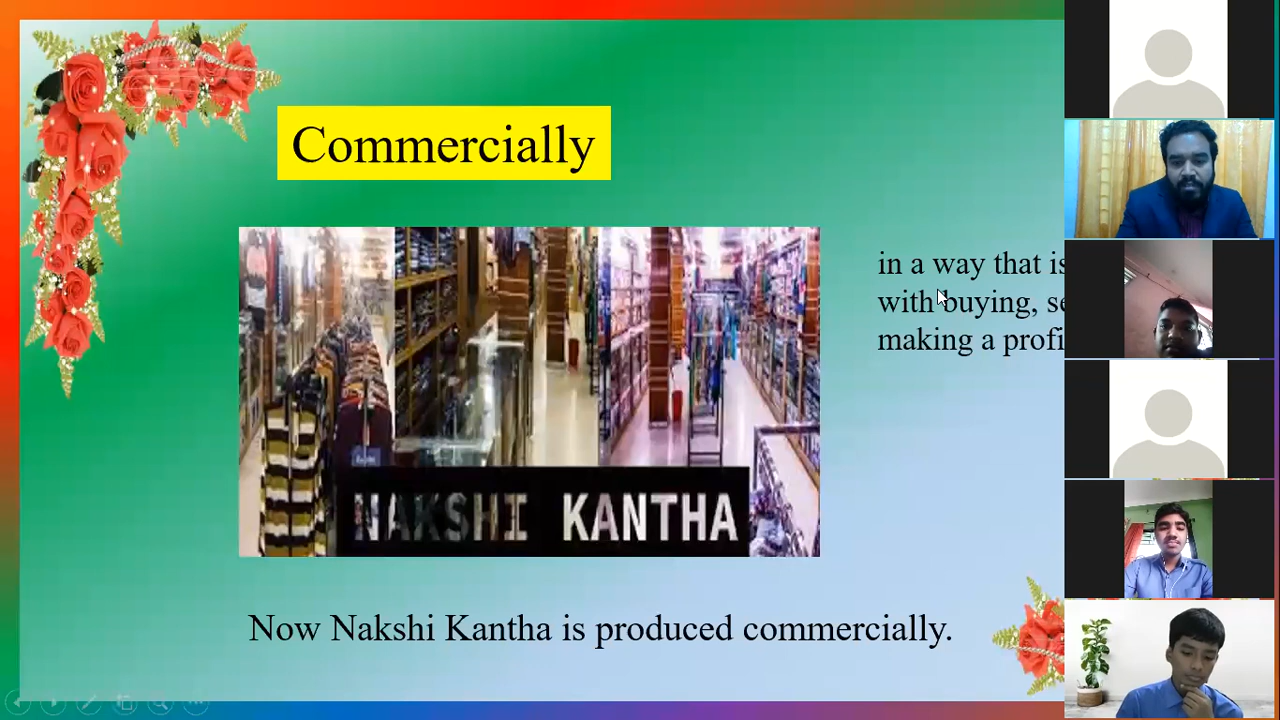 Commercially
in a way that is
with buying,
making a
NAKSHI KANTHA
Now Nakshi Kantha is produced commercially.